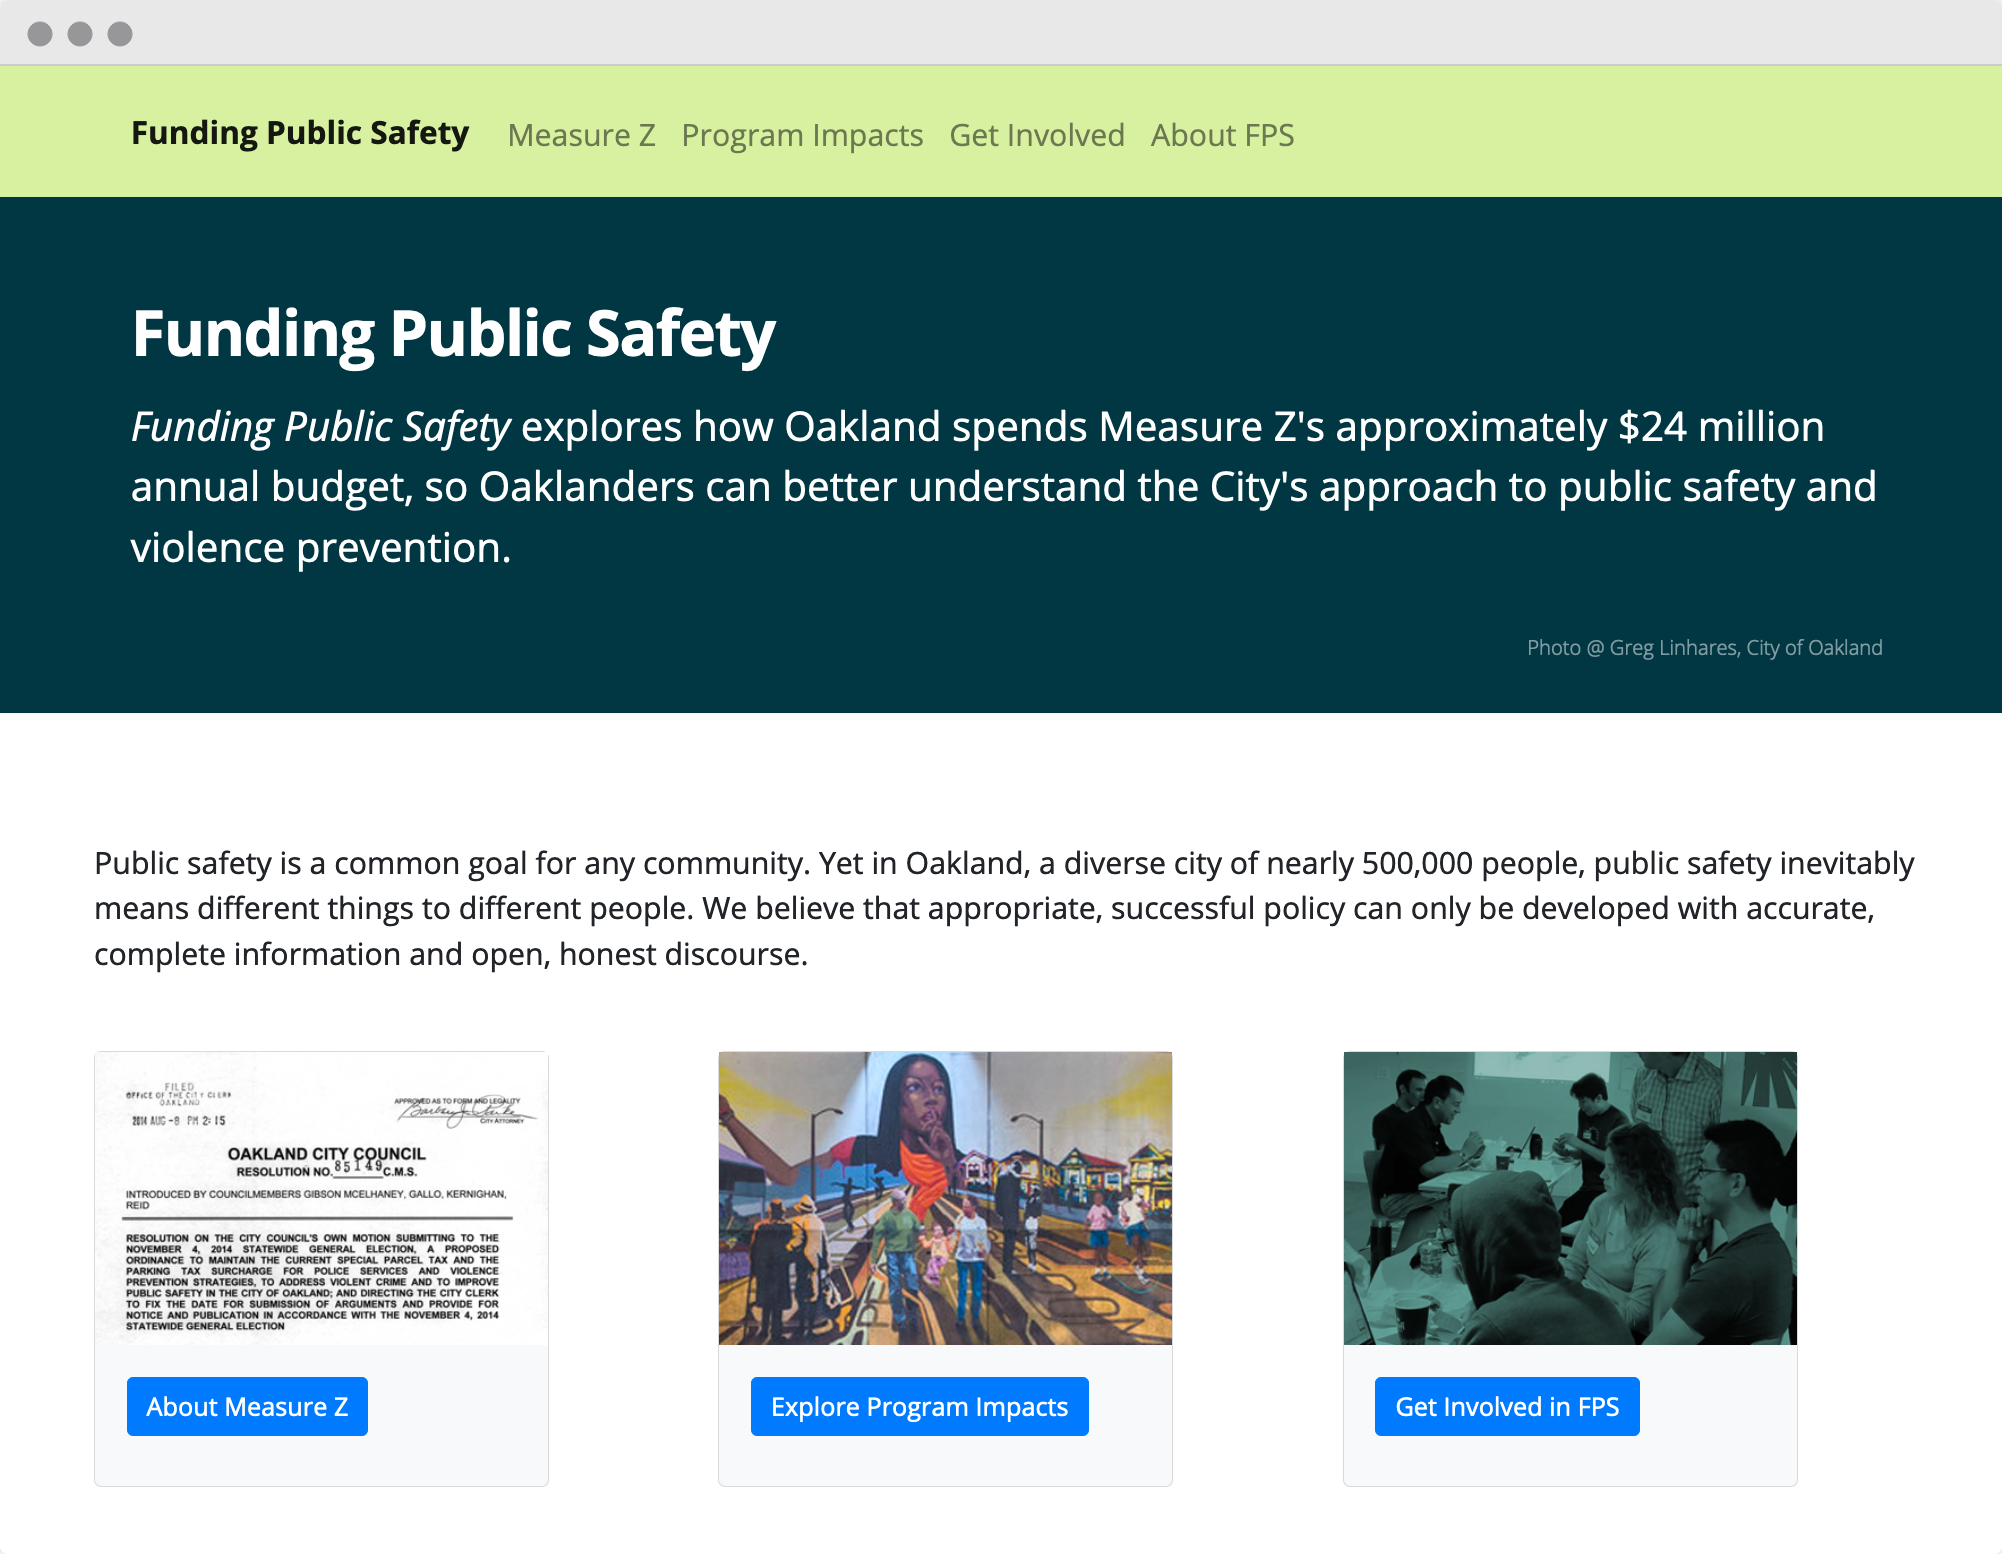 Funding Public Safety Measure Z Program Impacts Get Involved About FPS
Funding Public Safety
Funding Public Safety explores how Oakland spends Measure Z's approximately $24 million
annual budget, so Oaklanders can better understand the City's approach to public safety and
violence prevention.
Photo @ Greg Linhares, City of Oakland
Public safety is a common goal for any community. Yet in Oakland, a diverse city of nearly 500,000 people, public safety inevitably
means different things to different people. We believe that appropriate, successful policy can only be developed with accurate,
complete information and open, honest discourse.
FILED
OFFICE OF THE CITY CLERK
OAKLAND
2014 AUG -8 PM 2:15
APPROVED AS TO FORM AND LEGALITY
CITY ATTORNEY
OAKLAND CITY COUNCIL
RESOLUTION NO. 85149 C.M.S.
INTRODUCED BY COUNCILMEMBERS GIBSON MCELHANEY, GALLO, KERNIGHAN,
REID
RESOLUTION ON THE CITY COUNCIL'S OWN MOTION SUBMITTING TO THE
NOVEMBER 4, 2014 STATEWIDE GENERAL ELECTION, A PROPOSED
ORDINANCE TO MAINTAIN THE CURRENT SPECIAL PARCEL TAX AND THE
PARKING TAX SURCHARGE FOR POLICE SERVICES AND VIOLENCE
PREVENTION STRATEGIES, TO ADDRESS VIOLENT CRIME AND TO IMPROVE
PUBLIC SAFETY IN THE CITY OF OAKLAND; AND DIRECTING THE CITY CLERK
TO FIX THE DATE FOR SUBMISSION OF ARGUMENTS AND PROVIDE FOR
NOTICE AND PUBLICATION IN ACCORDANCE WITH THE NOVEMBER 4, 2014
STATEWIDE GENERAL ELECTION
About Measure Z
Explore Program Impacts
Get Involved in FPS